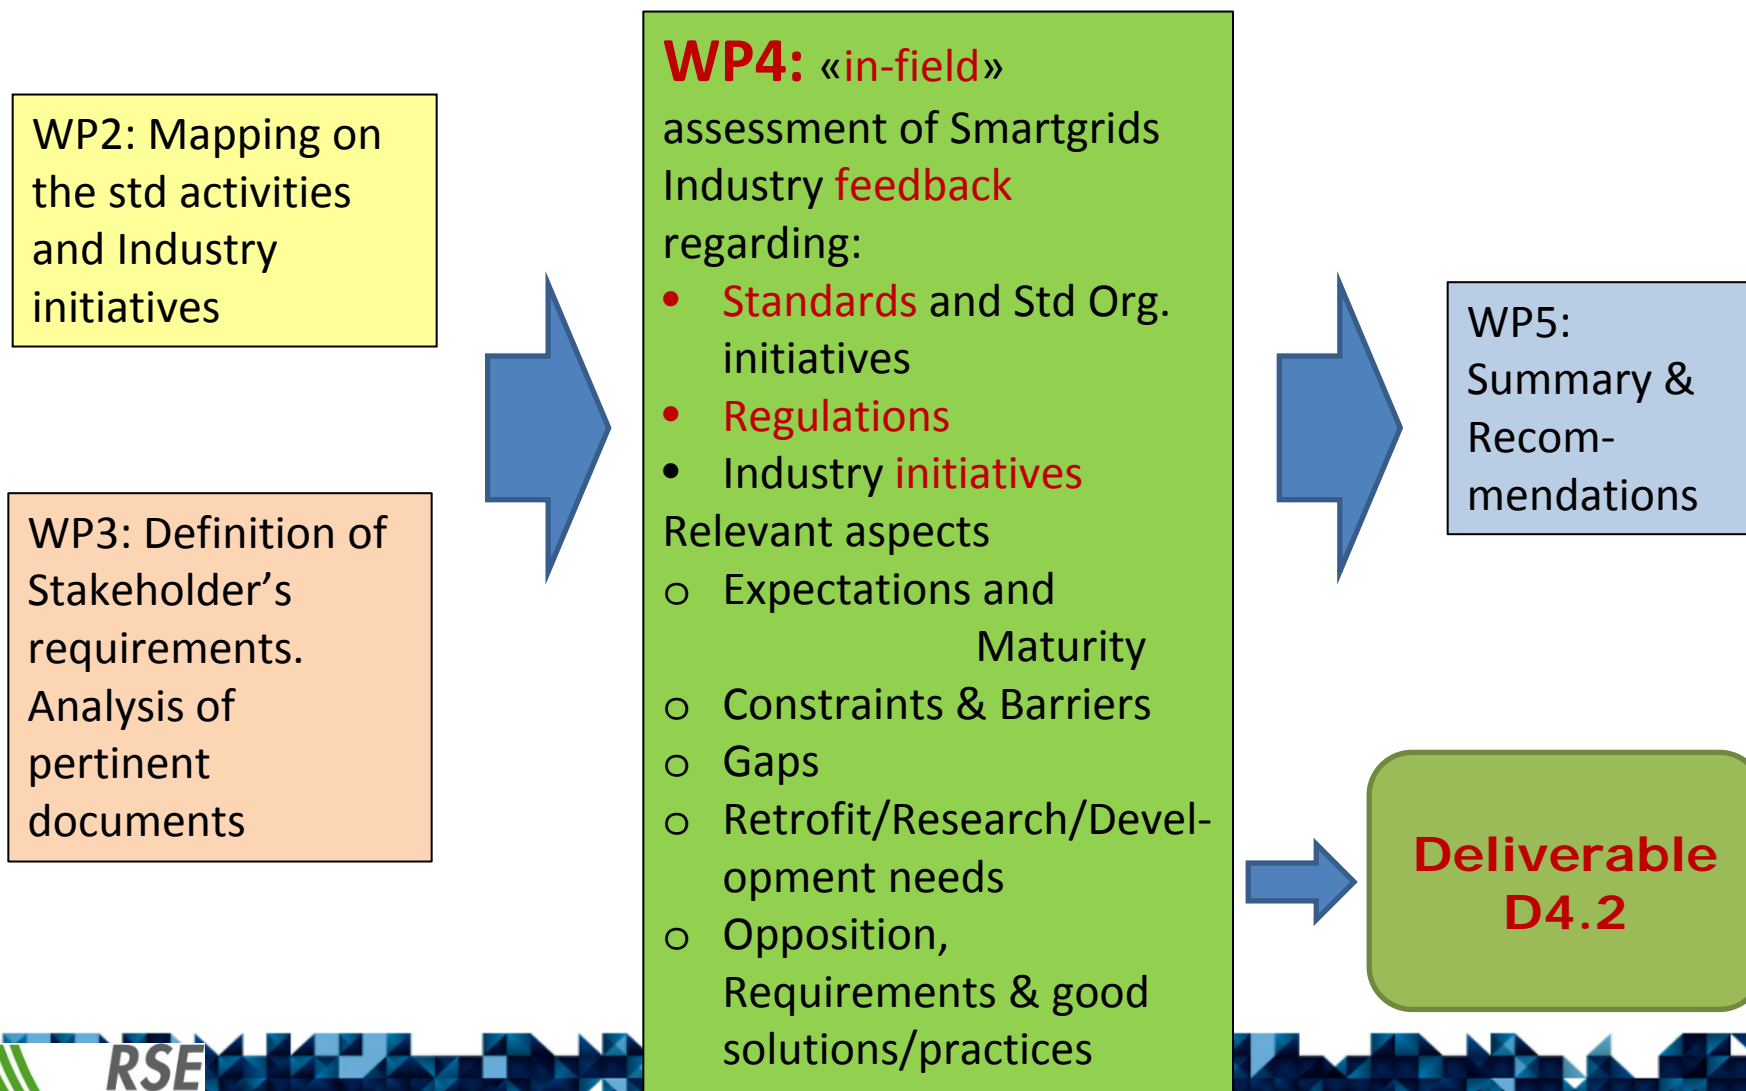 WP2: Mapping on
the std activities
and Industry
initiatives
WP3: Definition of
Stakeholder’s
requirements.
Analysis of
pertinent
documents
WP4: «in-field»
assessment of Smartgrids
Industry feedback
regarding:
• Standards and Std Org.
initiatives
• Regulations
• Industry initiatives
Relevant aspects
o Expectations and
Maturity
o Constraints & Barriers
o Gaps
o Retrofit/Research/Devel-
opment needs
o Opposition,
Requirements & good
solutions/practices
WP5:
Summary &
Recom-
mendations
Deliverable
D4.2
RSE